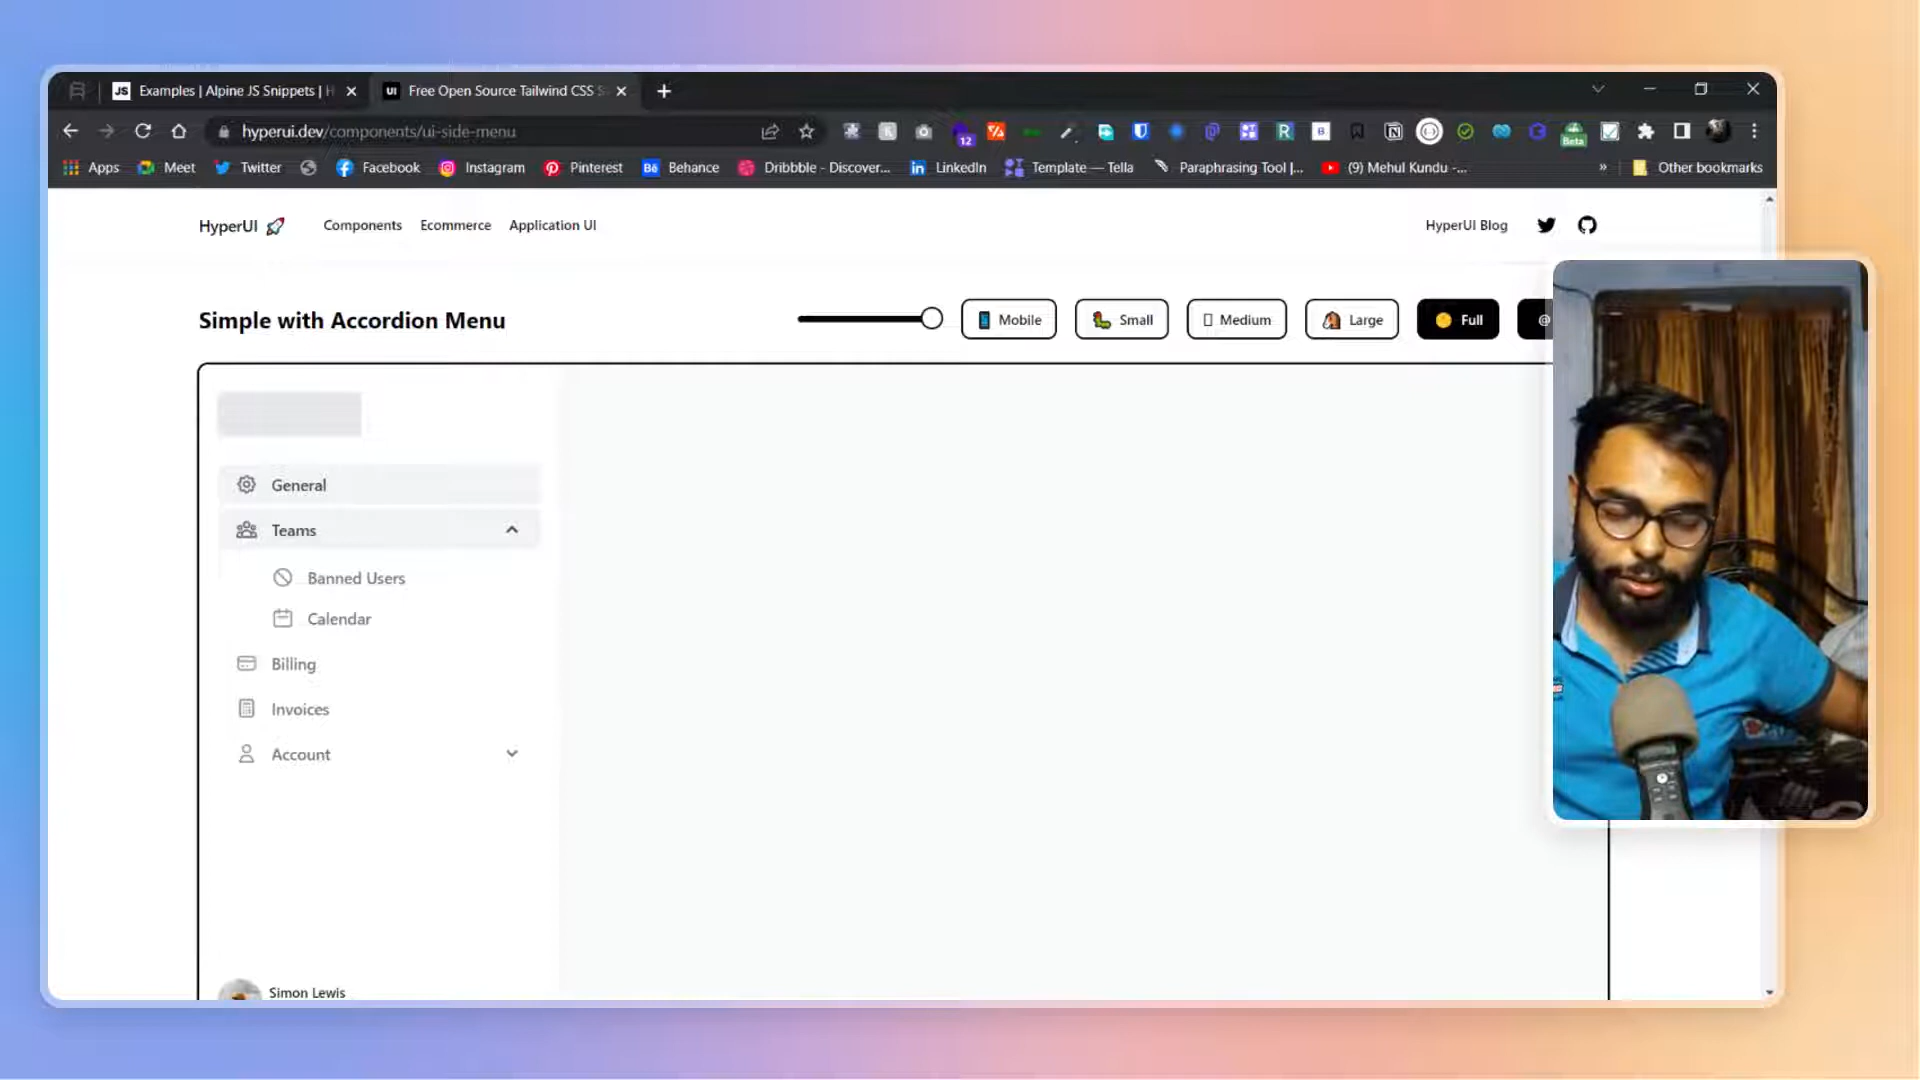 Examples | Alpine JS Snippets | H
Free Open Source Tailwind CSS S
hyperui.dev/components/ui-side-menu
12
Beta
Apps Meet Twitter Facebook Instagram Pinterest Behance Dribbble - Discover... LinkedIn Template — Tella Paraphrasing Tool |... (9) Mehul Kundu -... » Other bookmarks
HyperUI Components Ecommerce Application UI HyperUI Blog
Simple with Accordion Menu
Mobile Small Medium Large Full @
General
Teams
Banned Users
Calendar
Billing
Invoices
Account
Simon Lewis